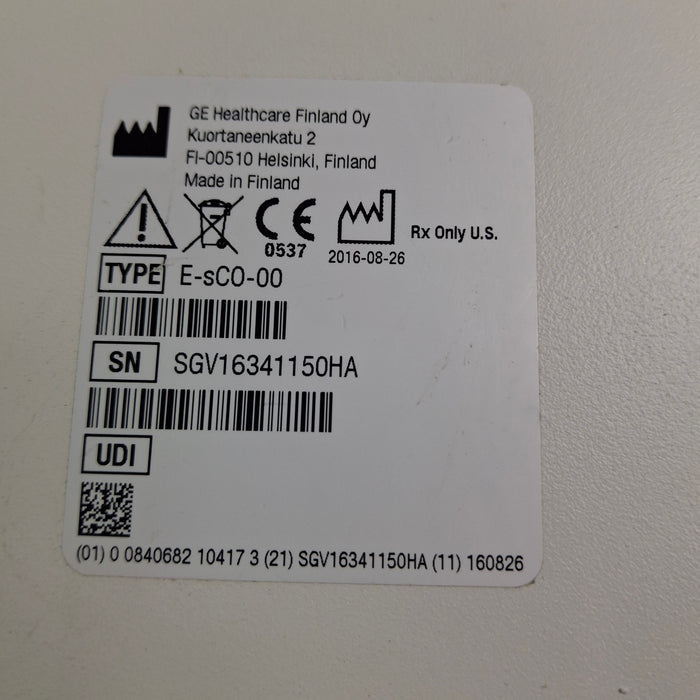 GE Healthcare Finland Oy
Kuortaneenkatu 2
FI-00510 Helsinki, Finland
Made in Finland
CE
0537
2016-08-26
Rx Only U.S.
TYPE E-sCO-00
SN SGV16341150HA
UDI
(01) 0 0840682 10417 3 (21) SGV16341150HA (11) 160826